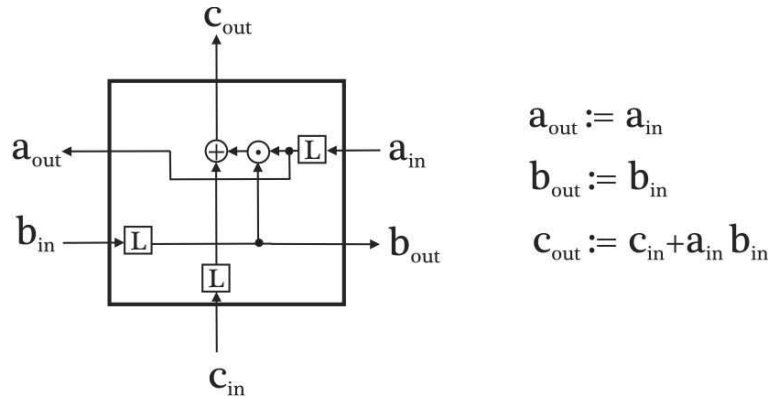 c_out
a_out
L
a_in
b_in
L
b_out
L
c_in
a_out := a_in
b_out := b_in
c_out := c_in+a_in b_in